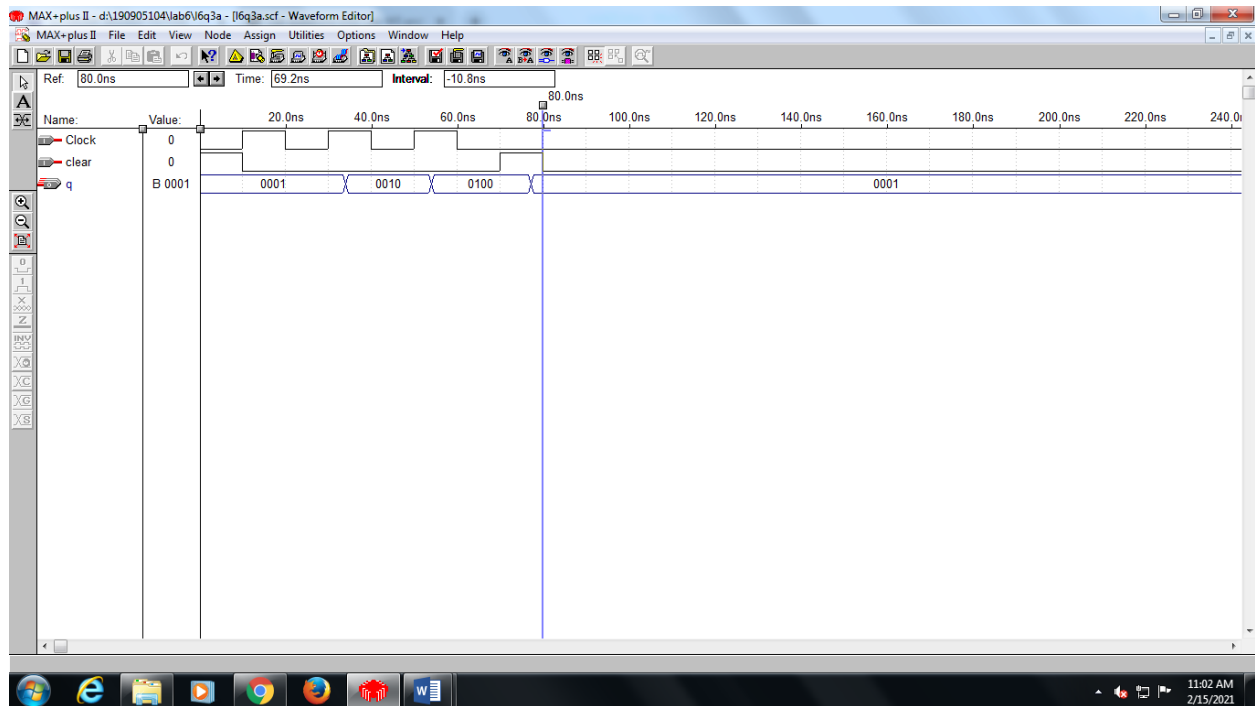 MAX+plus II - d:\190905104\lab6\l6q3a - [l6q3a.scf - Waveform Editor]
MAX+plus II File Edit View Node Assign Utilities Options Window Help
Ref: 80.0ns Time: 69.2ns Interval: -10.8ns
80.0ns
Name: Value: 20.0ns 40.0ns 60.0ns 80.0ns 100.0ns 120.0ns 140.0ns 160.0ns 180.0ns 200.0ns 220.0ns
Clock 0
clear 0
q B 0001 0001 0010 0100 0001
11:02 AM
2/15/2021